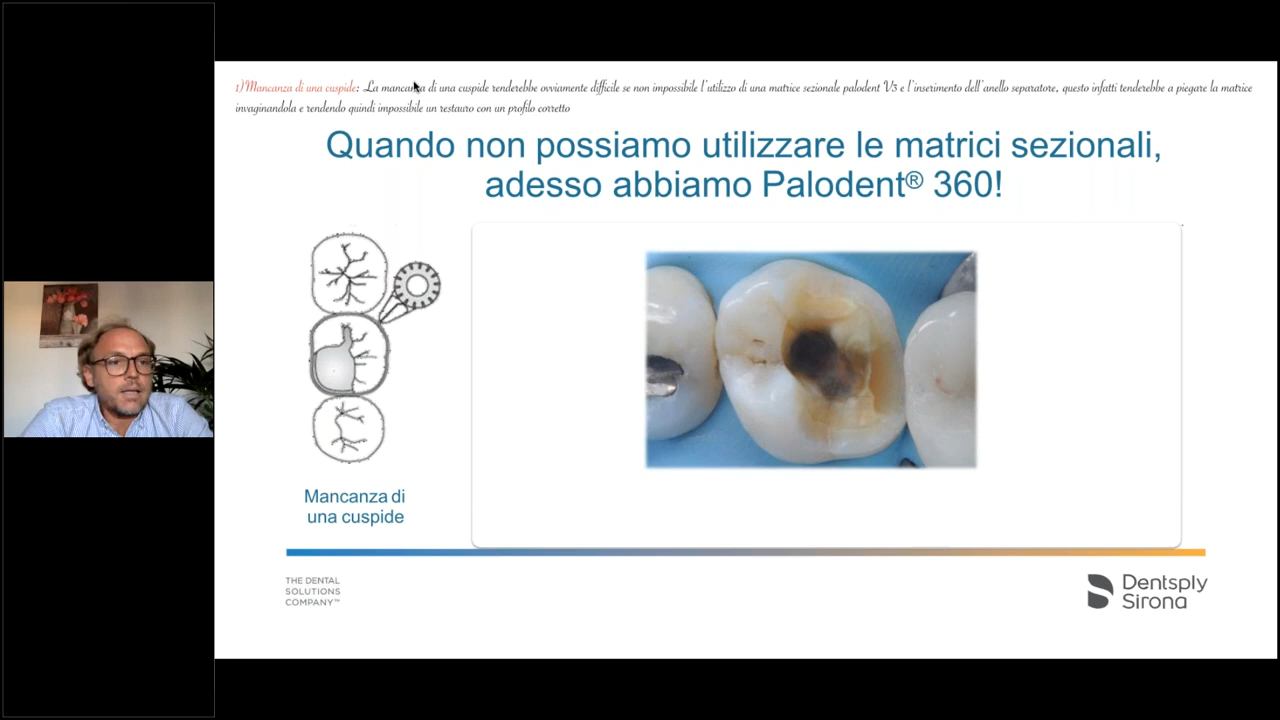 1)Mancanza di una cuspide: La mancanza di una cuspide renderebbe ovviamente difficile se non impossibile l'utilizzo di una matrice sezionale palodent V3 e l'inserimento dell'anello separatore, questo infatti tenderebbe a piegare la matrice
invaginandola e rendendo quindi impossibile un restauro con un profilo corretto
Quando non possiamo utilizzare le matrici sezionali,
adesso abbiamo Palodent® 360!
Mancanza di
una cuspide
THE DENTAL
SOLUTIONS
COMPANY™
Dentsply
Sirona